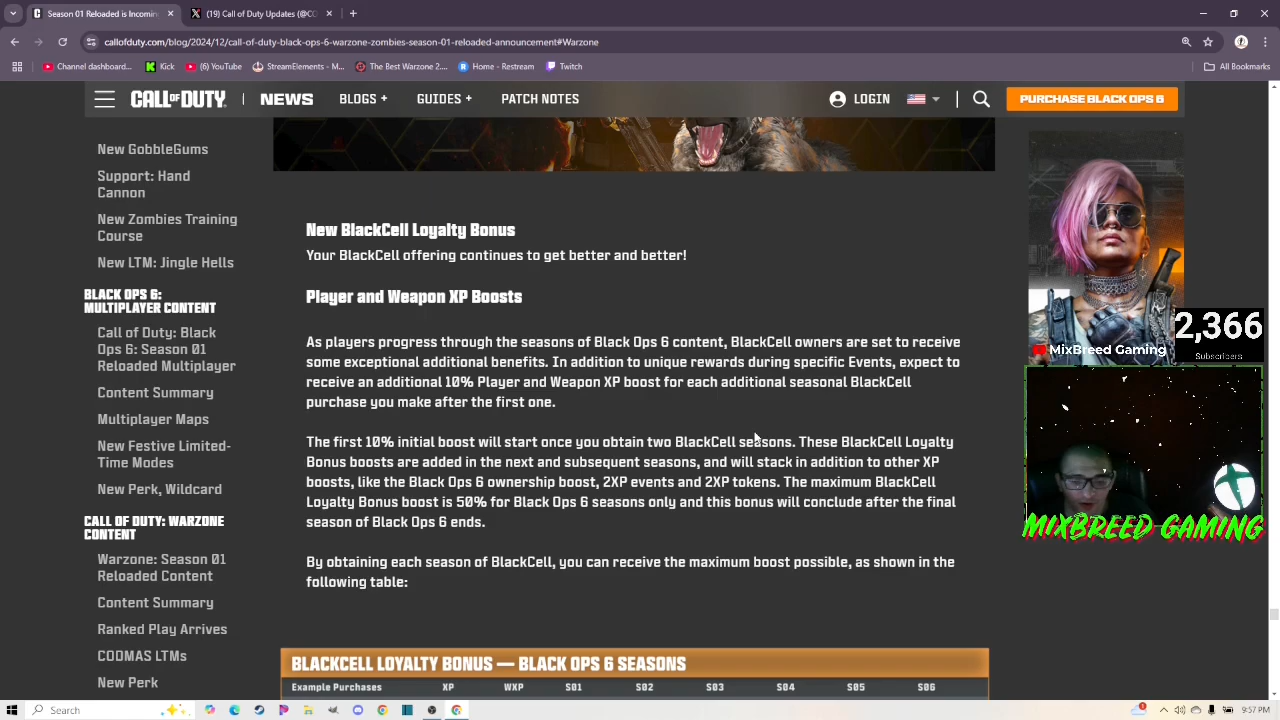 Season 01 Reloaded is Incomin
(19) Call of Duty Updates (@CO
callofduty.com/blog/2024/12/call-of-duty-black-ops-6-warzone-zombies-season-01-reloaded-announcement#Warzone
Channel dashboard...
Kick
(6) YouTube
StreamElements - M...
The Best Warzone 2....
Home - Restream
Twitch
All Bookmarks
CALL OF DUTY
NEWS
BLOGS +
GUIDES +
PATCH NOTES
LOGIN
PURCHASE BLACK OPS 6
New GobbleGums
Support: Hand
Cannon
New Zombies Training
Course
New LTM: Jingle Hells
BLACK OPS 6:
MULTIPLAYER CONTENT
Call of Duty: Black
Ops 6: Season 01
Reloaded Multiplayer
Content Summary
Multiplayer Maps
New Festive Limited-
Time Modes
New Perk, Wildcard
CALL OF DUTY: WARZONE
CONTENT
Warzone: Season 01
Reloaded Content
Content Summary
Ranked Play Arrives
CODMAS LTMs
New Perk
New BlackCell Loyalty Bonus
Your BlackCell offering continues to get better and better!
Player and Weapon XP Boosts
As players progress through the seasons of Black Ops 6 content, BlackCell owners are set to receive
some exceptional additional benefits. In addition to unique rewards during specific Events, expect to
receive an additional 10% Player and Weapon XP boost for each additional seasonal BlackCell
purchase you make after the first one.
The first 10% initial boost will start once you obtain two BlackCell seasons. These BlackCell Loyalty
Bonus boosts are added in the next and subsequent seasons, and will stack in addition to other XP
boosts, like the Black Ops 6 ownership boost, 2XP events and 2XP tokens. The maximum BlackCell
Loyalty Bonus boost is 50% for Black Ops 6 seasons only and this bonus will conclude after the final
season of Black Ops 6 ends.
By obtaining each season of BlackCell, you can receive the maximum boost possible, as shown in the
following table:
BLACKCELL LOYALTY BONUS — BLACK OPS 6 SEASONS
Example Purchases XP WXP S01 S02 S03 S04 S05 S06
MixBreed Gaming
2,366
Subscribers
MIXBREED GAMING
Search
1
9:57 PM